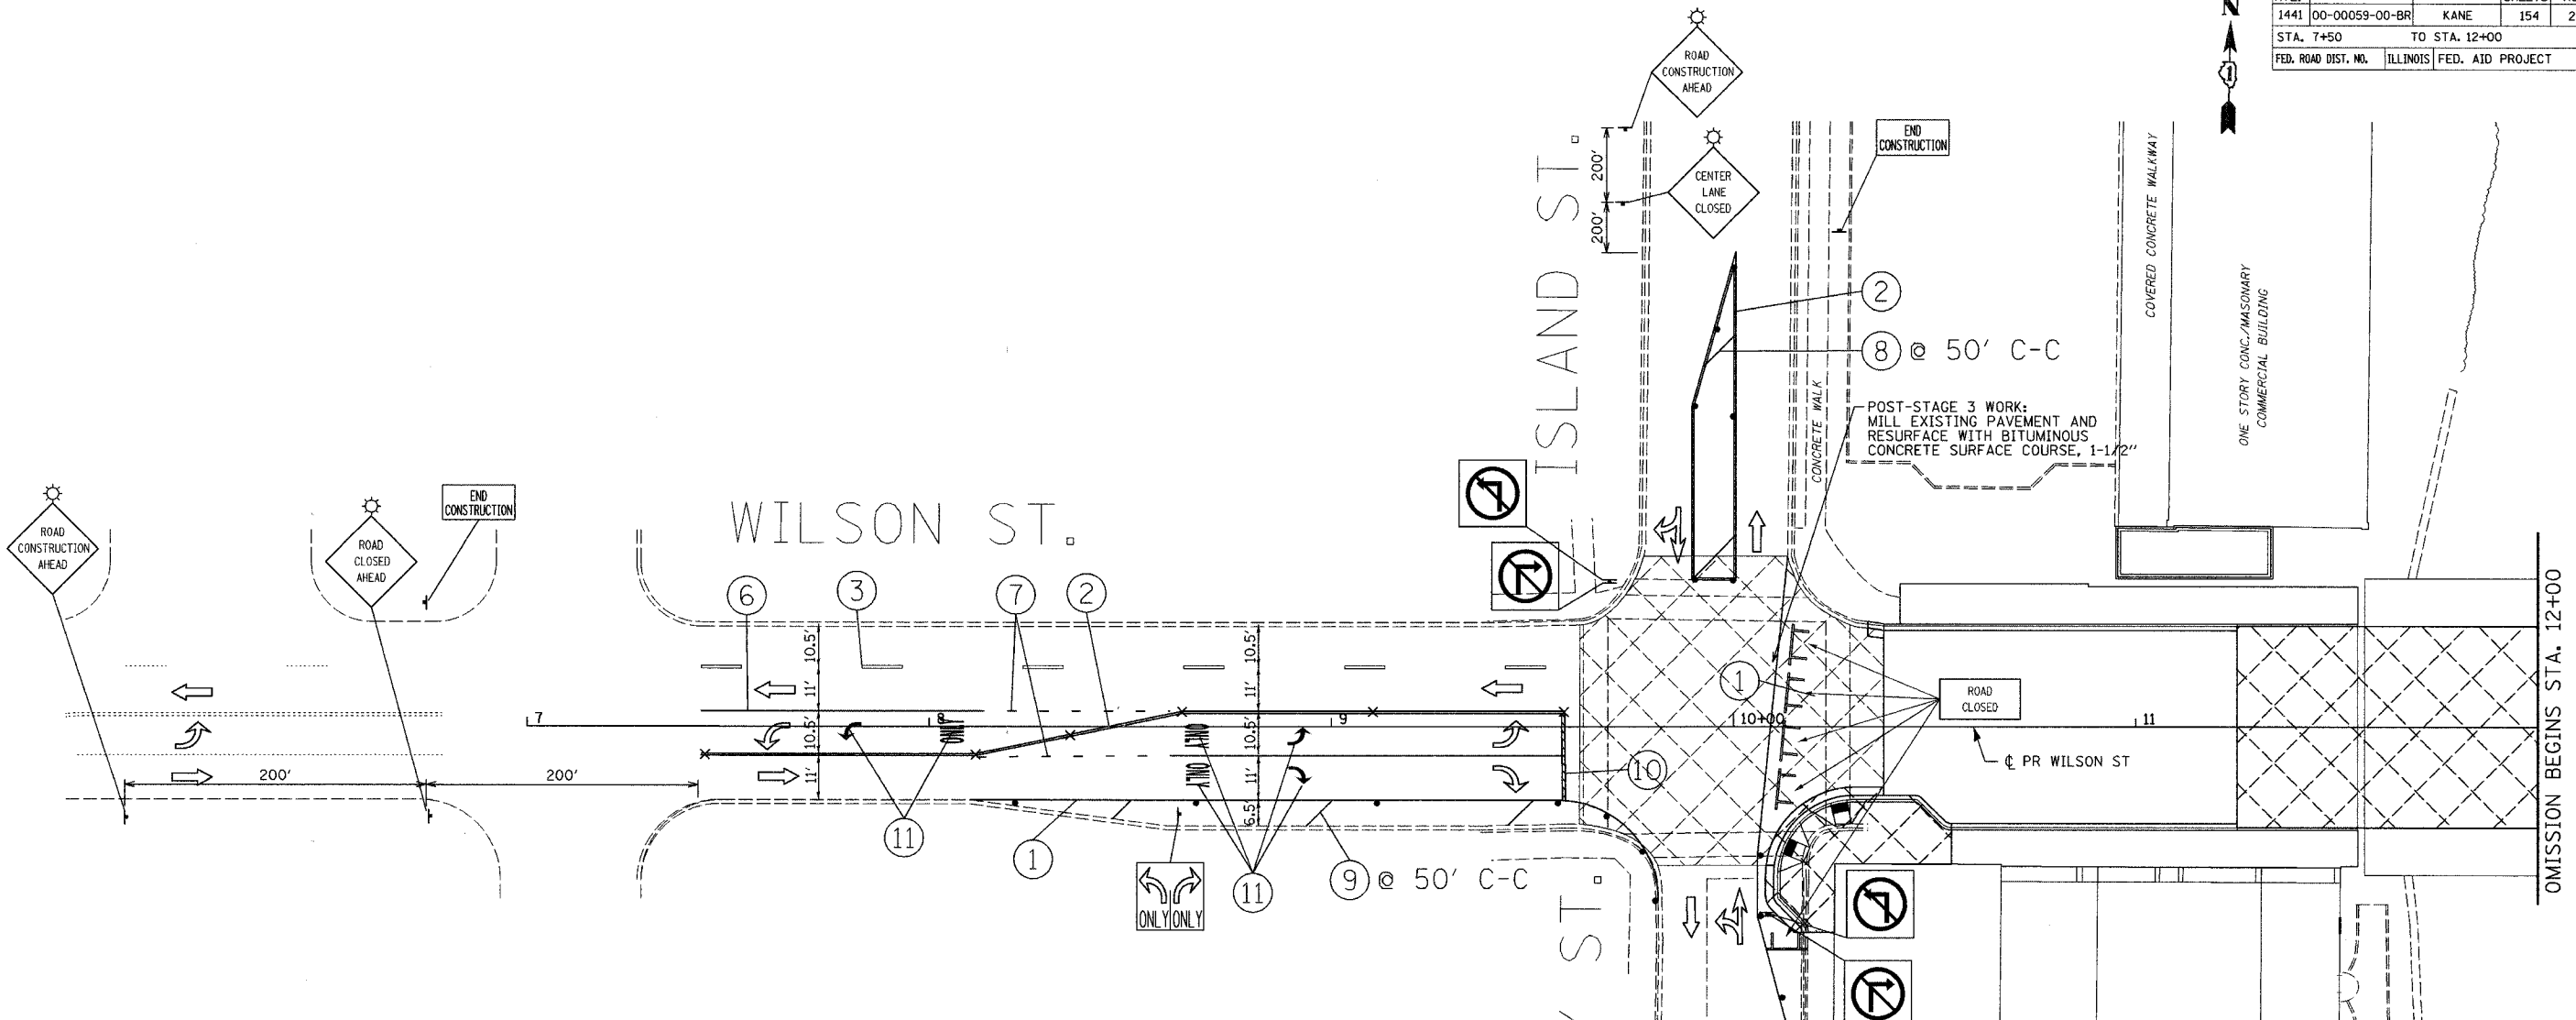 N
1441 00-00059-00-BR KANE 154
STA. 7+50 TO STA. 12+00
FED. ROAD DIST. NO. ILLINOIS FED. AID PROJECT
1
ROAD
CONSTRUCTION
AHEAD
200'
CENTER
LANE
CLOSED
200'
END
CONSTRUCTION
ISLAND ST.
2
8 @ 50' C-C
CONCRETE WALK
COVERED CONCRETE WALKWAY
ONE STORY CONC./MASONARY
COMMERCIAL BUILDING
POST-STAGE 3 WORK:
MILL EXISTING PAVEMENT AND
RESURFACE WITH BITUMINOUS
CONCRETE SURFACE COURSE, 1-1/2"
ROAD
CONSTRUCTION
AHEAD
ROAD
CLOSED
AHEAD
END
CONSTRUCTION
WILSON ST.
6
3
7
2
10.5'
11'
10.5'
11'
10.5'
11'
10.5'
11'
6.5'
7
8
9
10+00
11
ONLY
ONLY
ONLY
200'
200'
1
ROAD
CLOSED
℄ PR WILSON ST
10
11
1
11
9 @ 50' C-C
ONLY ONLY
ST.
OMISSION BEGINS STA. 12+00